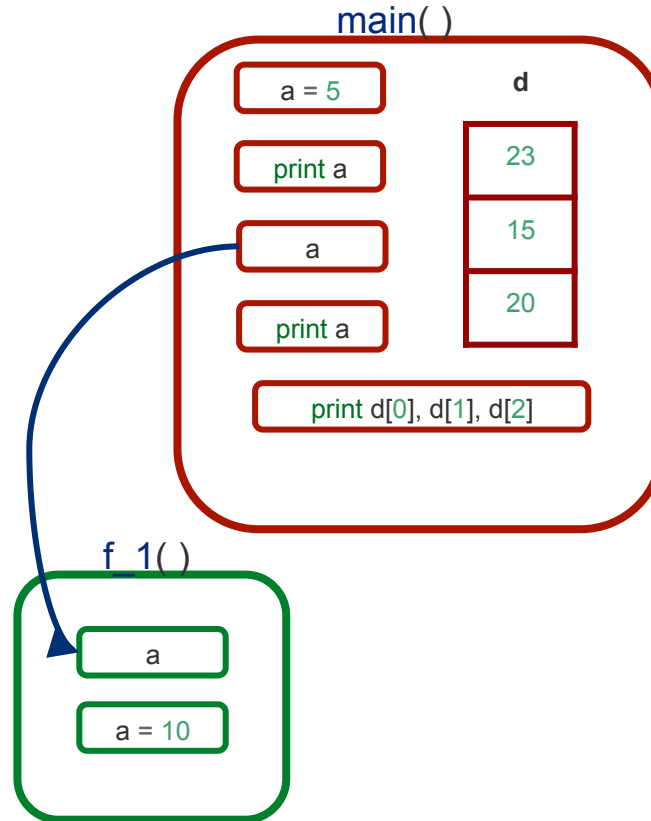 main( )
a = 5
print a
a
print a
d
23
15
20
print d[0], d[1], d[2]
f_1( )
a
a = 10